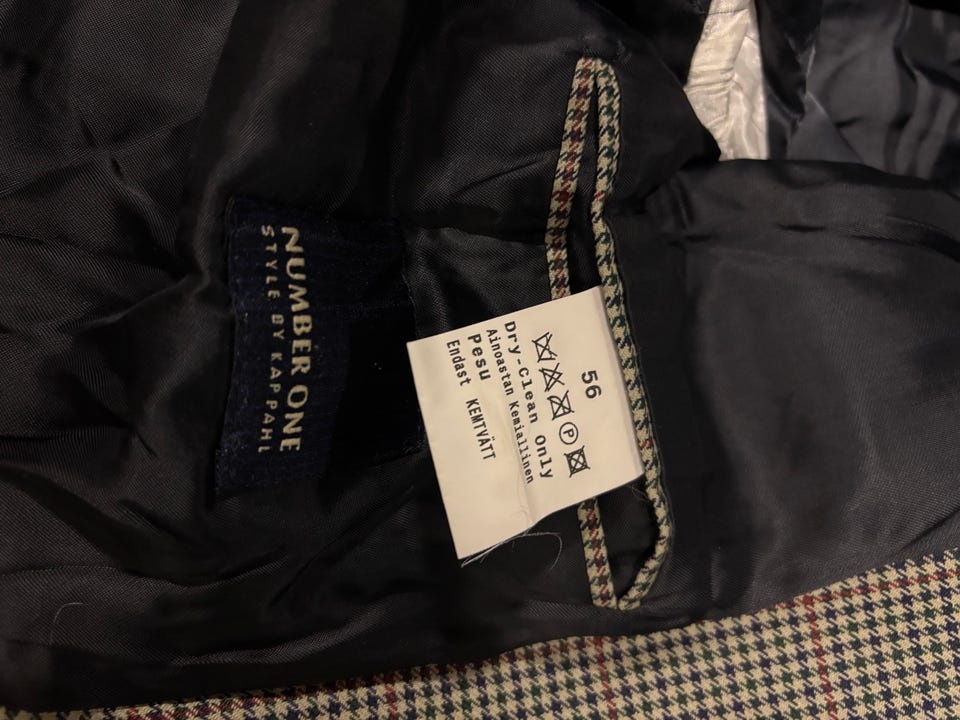 NUMBER ONE
STYLE BY KAPPAHL
56
P
Dry-Clean Only
Ainoastan Kemiallinen
Pesu
Endast KEMTVÄTT